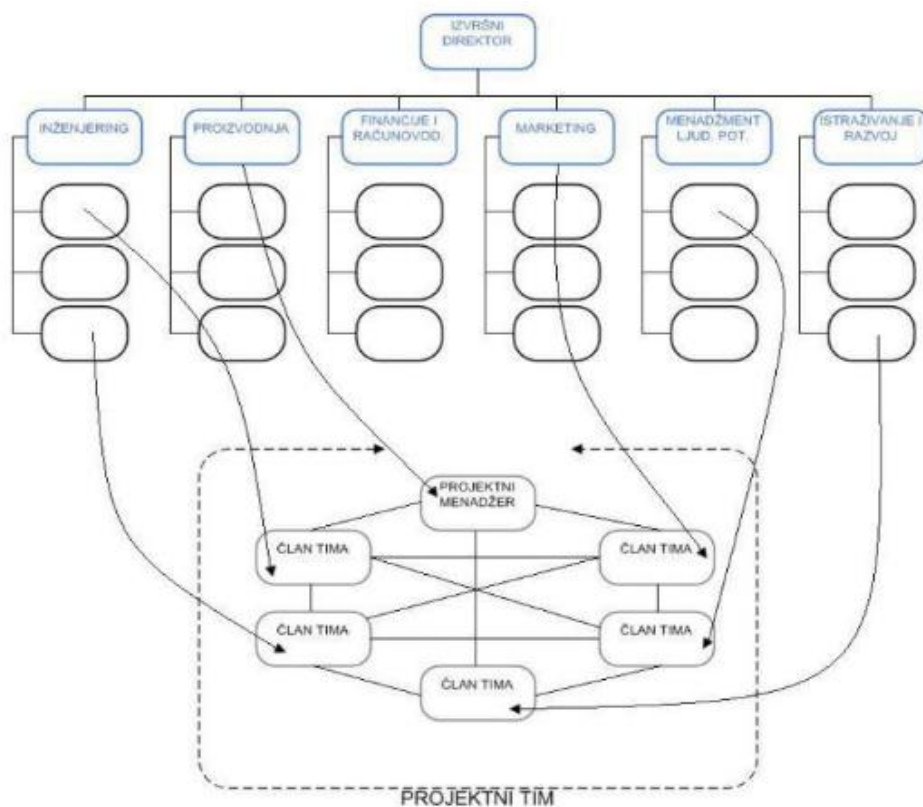 IZVRŠNI
DIREKTOR
INŽENJERING
PROIZVODNJA
FINANCIJE I
RAČUNOVOD.
MARKETING
MENADŽMENT
LJUD. POT.
ISTRAŽIVANJE I
RAZVOJ
PROJEKTNI
MENADŽER
ČLAN TIMA
ČLAN TIMA
ČLAN TIMA
ČLAN TIMA
ČLAN TIMA
PROJEKTNI TIM